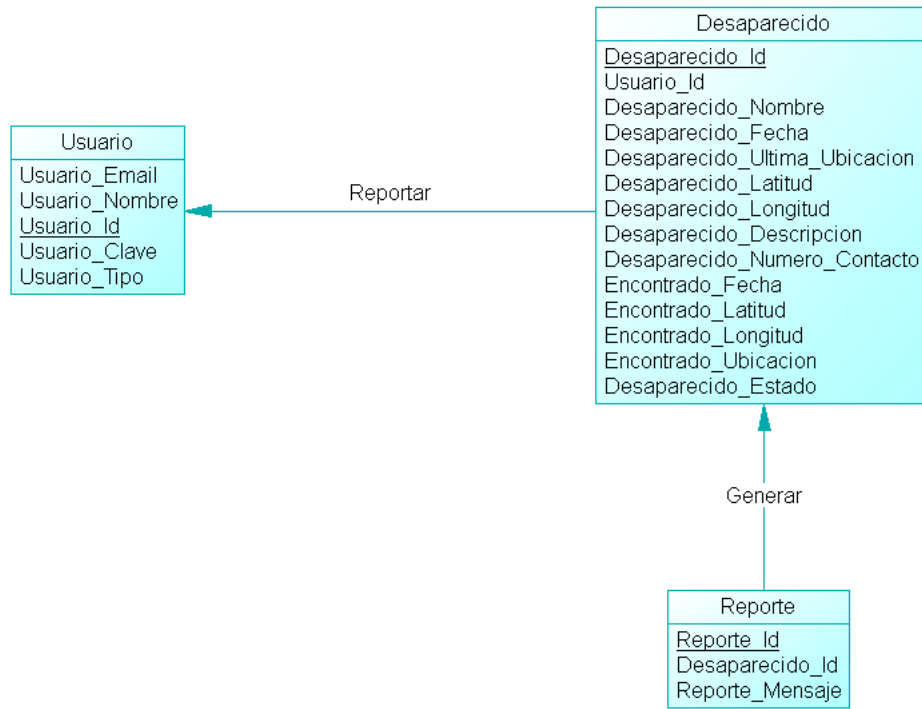 Desaparecido
Desaparecido_Id
Usuario_Id
Desaparecido_Nombre
Desaparecido_Fecha
Desaparecido_Ultima_Ubicacion
Desaparecido_Latitud
Desaparecido_Longitud
Desaparecido_Descripcion
Desaparecido_Numero_Contacto
Encontrado_Fecha
Encontrado_Latitud
Encontrado_Longitud
Encontrado_Ubicacion
Desaparecido_Estado
Usuario
Usuario_Email
Usuario_Nombre
Usuario_Id
Usuario_Clave
Usuario_Tipo
Reportar
Generar
Reporte
Reporte_Id
Desaparecido_Id
Reporte_Mensaje